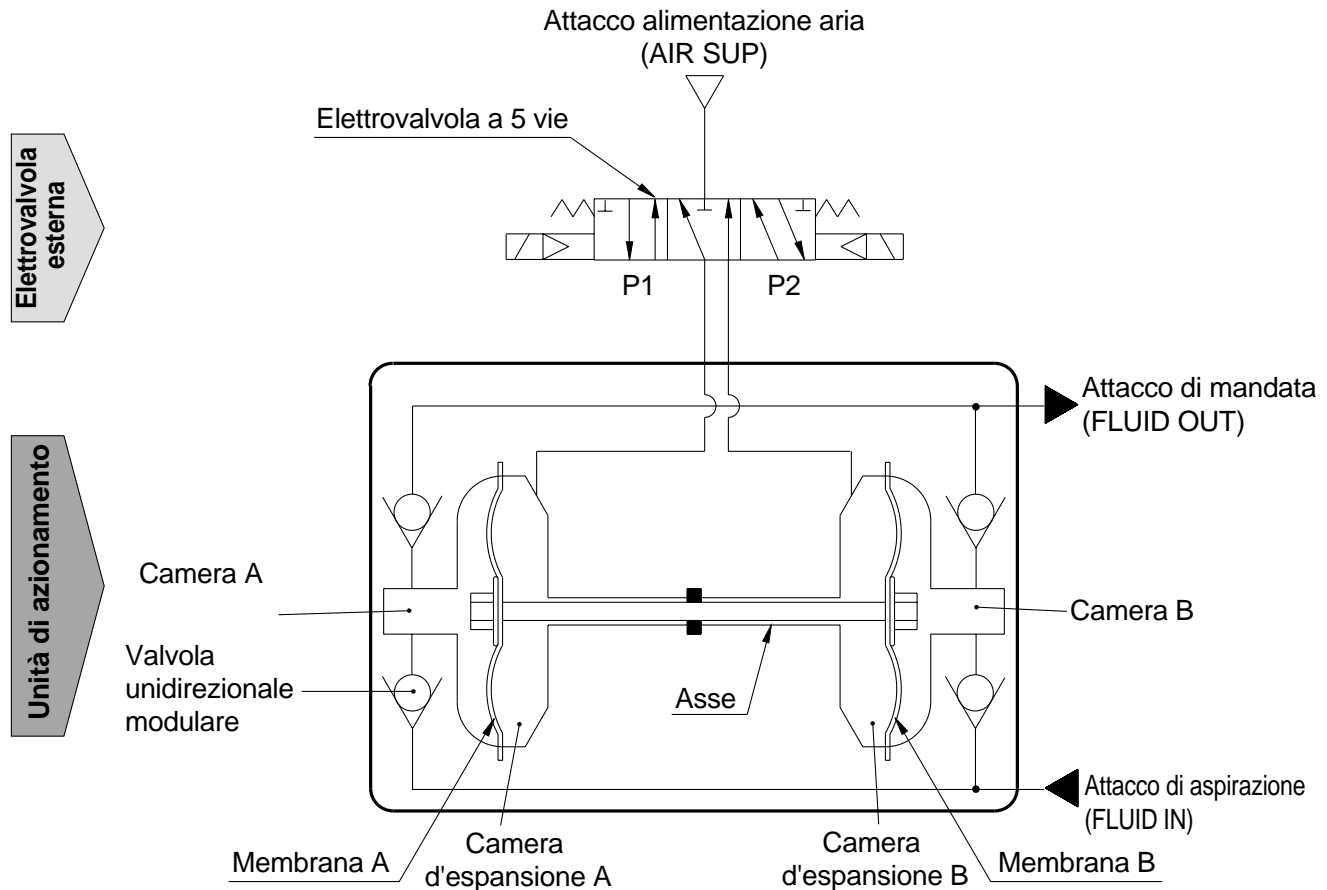 Attacco alimentazione aria
(AIR SUP)
Elettrovalvola a 5 vie
Elettrovalvola
esterna
P1
P2
Attacco di mandata
(FLUID OUT)
Unità di azionamento
Camera A
Camera B
Valvola
unidirezionale
modulare
Asse
Attacco di aspirazione
(FLUID IN)
Membrana A
Camera
d'espansione A
Camera
d'espansione B
Membrana B